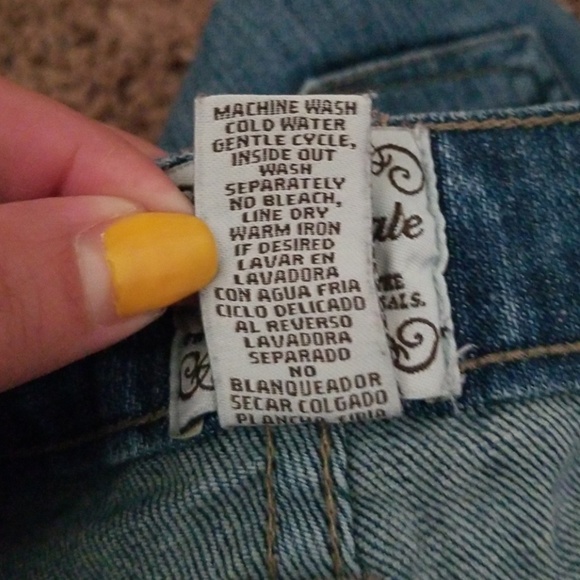 MACHINE WASH
COLD WATER
GENTLE CYCLE,
INSIDE OUT
WASH
SEPARATELY
NO BLEACH,
LINE DRY
WARM IRON
IF DESIRED
LAVAR EN
LAVADORA
CON AGUA FRIA
CICLO DELICADO
AL REVERSO
LAVADORA
SEPARADO
NO
BLANQUEADOR
SECAR COLGADO